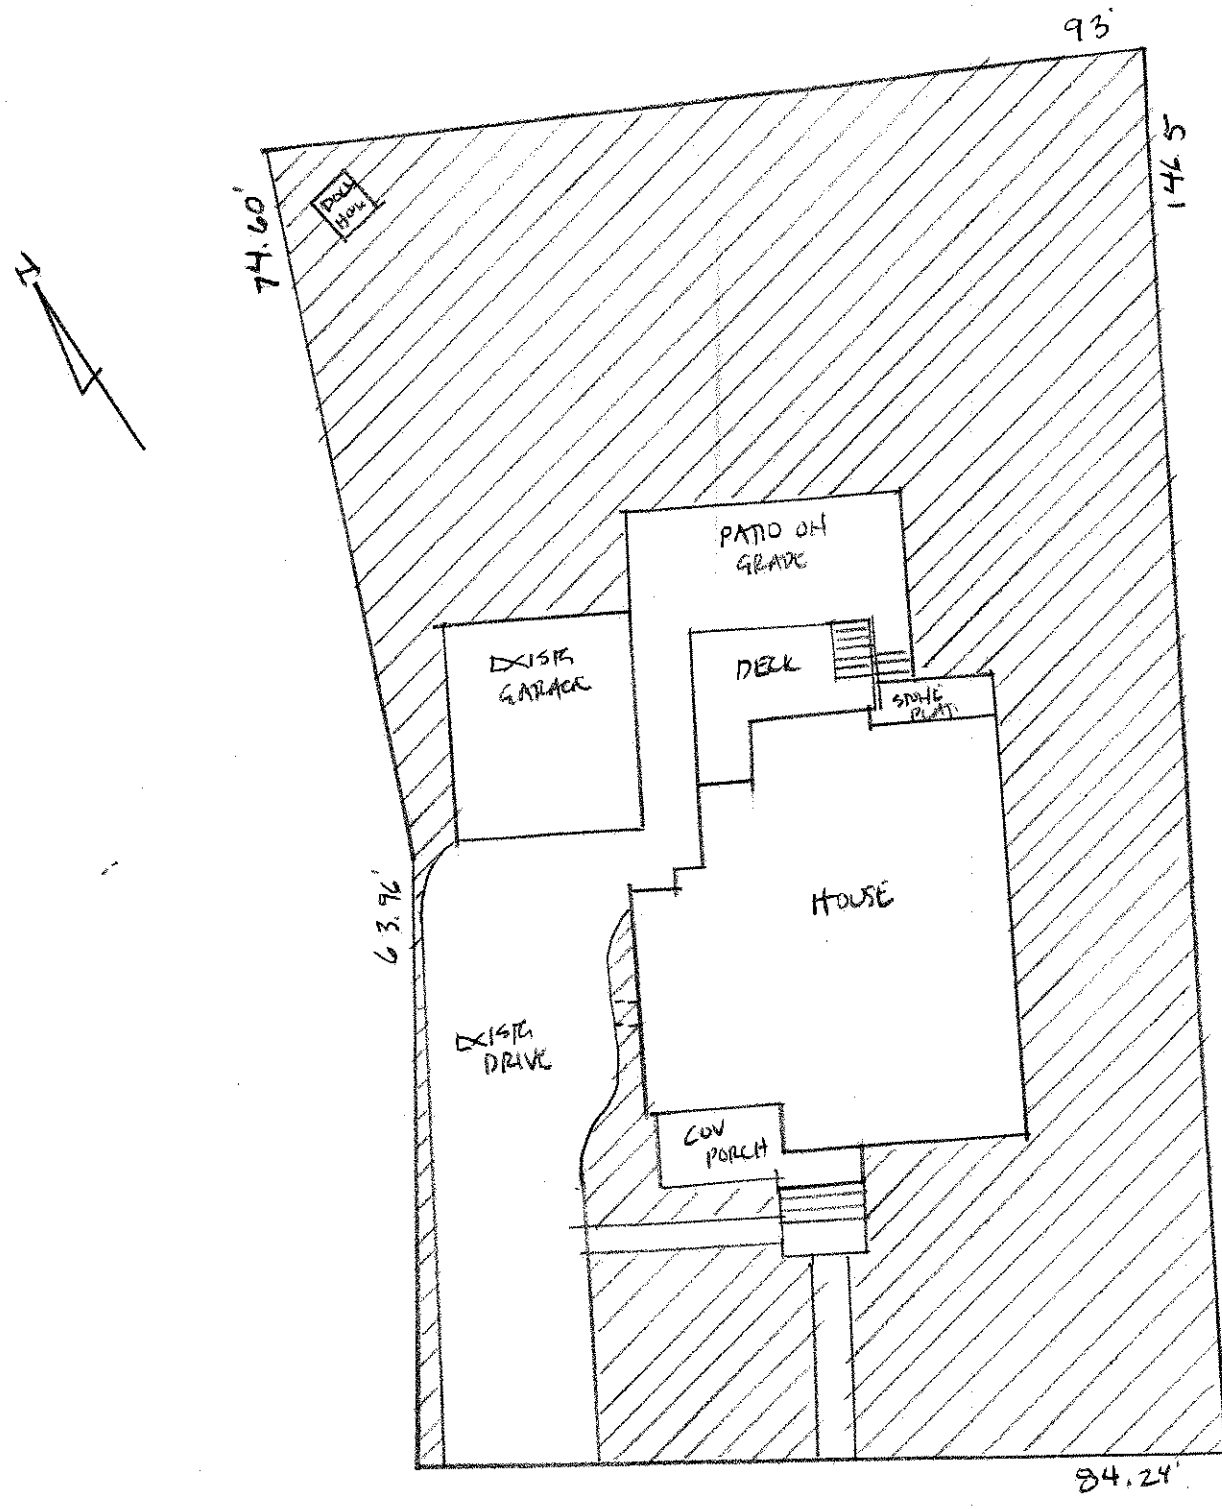 93'
146.5
74.60'
N
DOLL
HOU
PATIO ON
GRADE
EXIST'G
GARAGE
DECK
STONE
PLAT.
63.96'
HOUSE
EXIST'G
DRIVE
COV
PORCH
84.24'